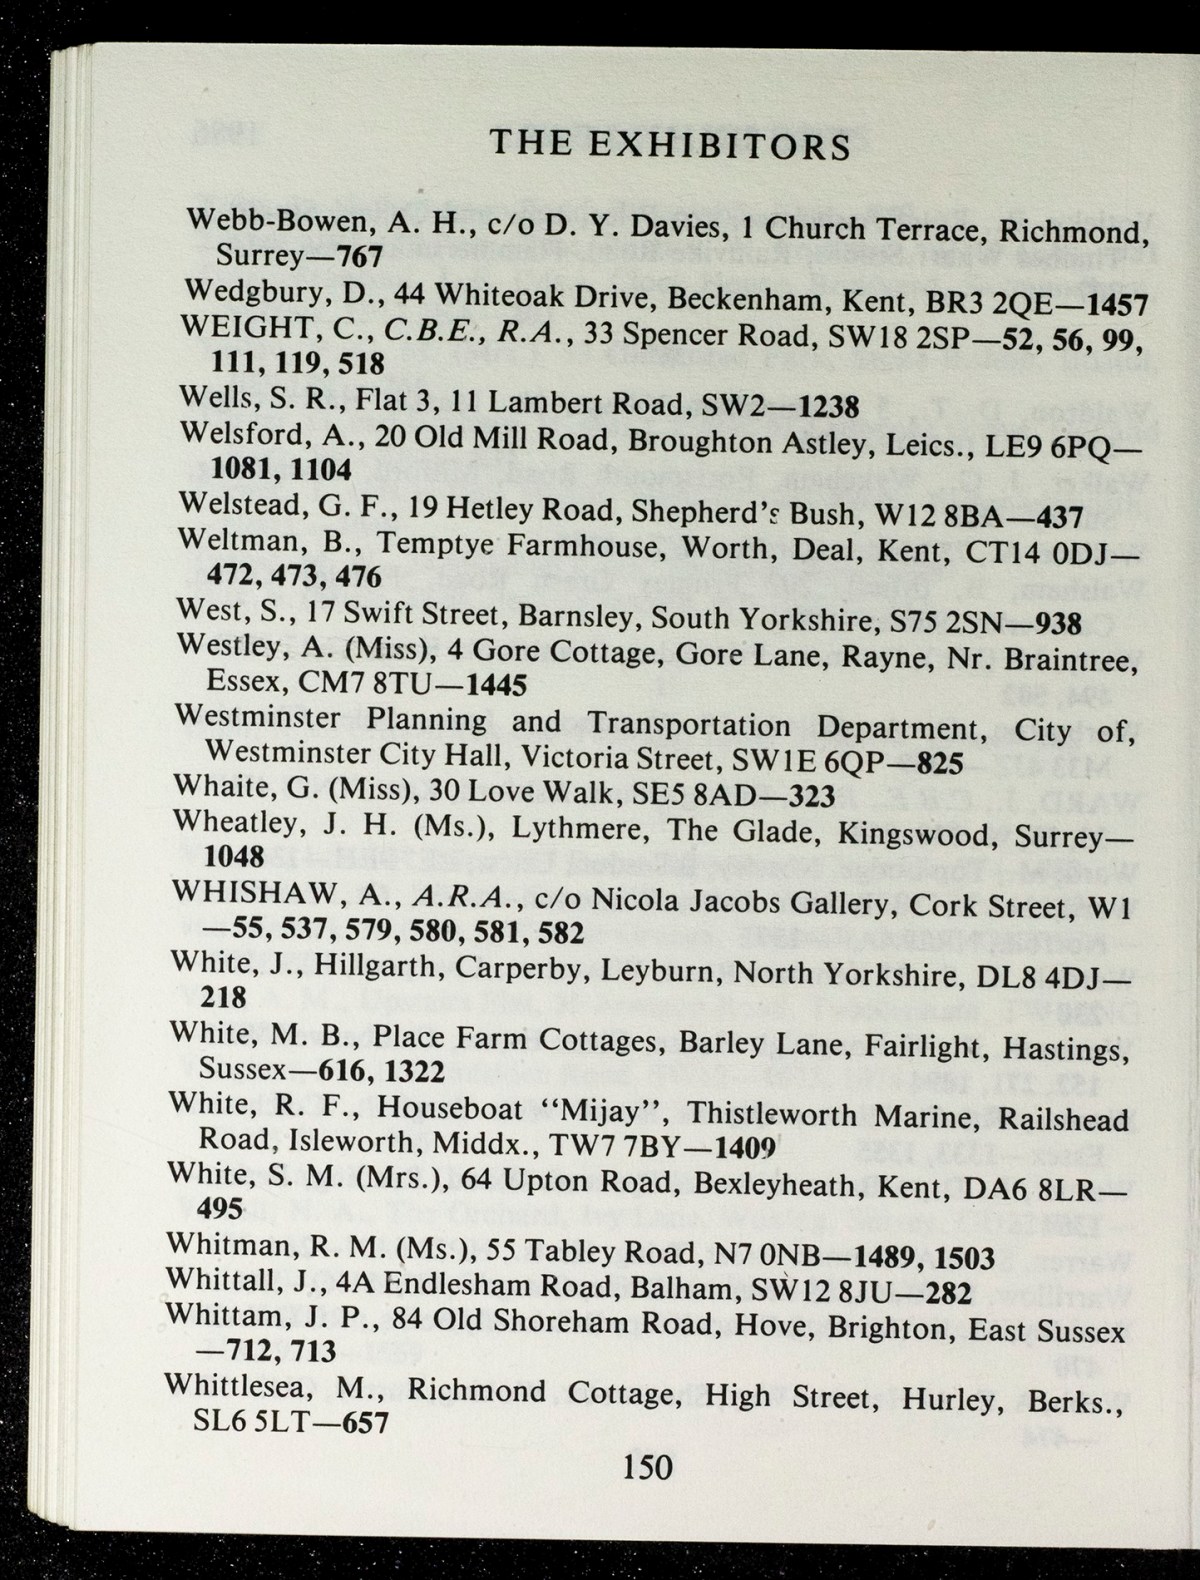 THE EXHIBITORS
Webb-Bowen, A. H., c/o D. Y. Davies, 1 Church Terrace, Richmond,
Surrey—767
Wedgbury, D., 44 Whiteoak Drive, Beckenham, Kent, BR3 2QE—1457
WEIGHT, C., C.B.E., R.A., 33 Spencer Road, SW18 2SP—52, 56, 99,
111, 119, 518
Wells, S. R., Flat 3, 11 Lambert Road, SW2—1238
Welsford, A., 20 Old Mill Road, Broughton Astley, Leics., LE9 6PQ—
1081, 1104
Welstead, G. F., 19 Hetley Road, Shepherd's Bush, W12 8BA—437
Weltman, B., Temptye Farmhouse, Worth, Deal, Kent, CT14 0DJ—
472, 473, 476
West, S., 17 Swift Street, Barnsley, South Yorkshire, S75 2SN—938
Westley, A. (Miss), 4 Gore Cottage, Gore Lane, Rayne, Nr. Braintree,
Essex, CM7 8TU—1445
Westminster Planning and Transportation Department, City of,
Westminster City Hall, Victoria Street, SW1E 6QP—825
Whaite, G. (Miss), 30 Love Walk, SE5 8AD—323
Wheatley, J. H. (Ms.), Lythmere, The Glade, Kingswood, Surrey—
1048
WHISHAW, A., A.R.A., c/o Nicola Jacobs Gallery, Cork Street, W1
—55, 537, 579, 580, 581, 582
White, J., Hillgarth, Carperby, Leyburn, North Yorkshire, DL8 4DJ—
218
White, M. B., Place Farm Cottages, Barley Lane, Fairlight, Hastings,
Sussex—616, 1322
White, R. F., Houseboat “Mijay”, Thistleworth Marine, Railshead
Road, Isleworth, Middx., TW7 7BY—1409
White, S. M. (Mrs.), 64 Upton Road, Bexleyheath, Kent, DA6 8LR—
495
Whitman, R. M. (Ms.), 55 Tabley Road, N7 0NB—1489, 1503
Whittall, J., 4A Endlesham Road, Balham, SW12 8JU—282
Whittam, J. P., 84 Old Shoreham Road, Hove, Brighton, East Sussex
—712, 713
Whittlesea, M., Richmond Cottage, High Street, Hurley, Berks.,
SL6 5LT—657
150